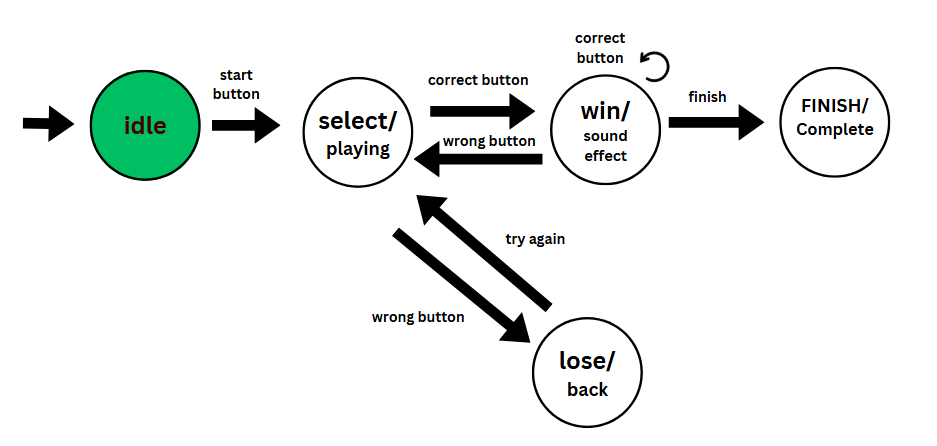 idle
start
button
select/
playing
correct button
wrong button
correct
button
win/
sound
effect
finish
FINISH/
Complete
try again
wrong button
lose/
back